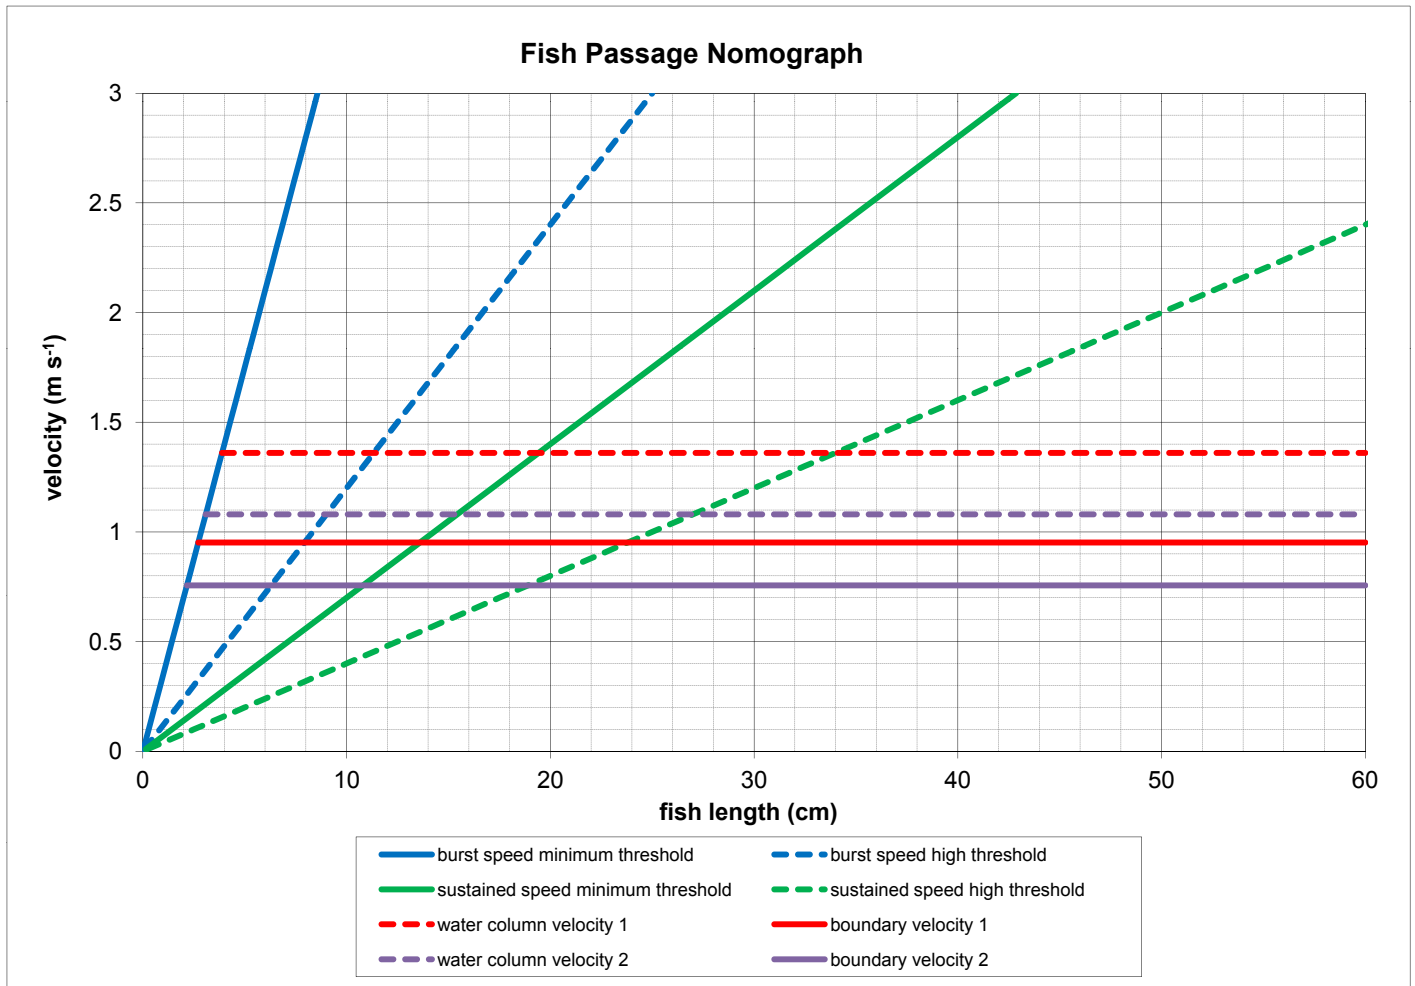 Fish Passage Nomograph
3
2.5
2
1.5
1
0.5
0
velocity (m s-1)
0 10 20 30 40 50 60
fish length (cm)
burst speed minimum threshold burst speed high threshold
sustained speed minimum threshold sustained speed high threshold
water column velocity 1 boundary velocity 1
water column velocity 2 boundary velocity 2